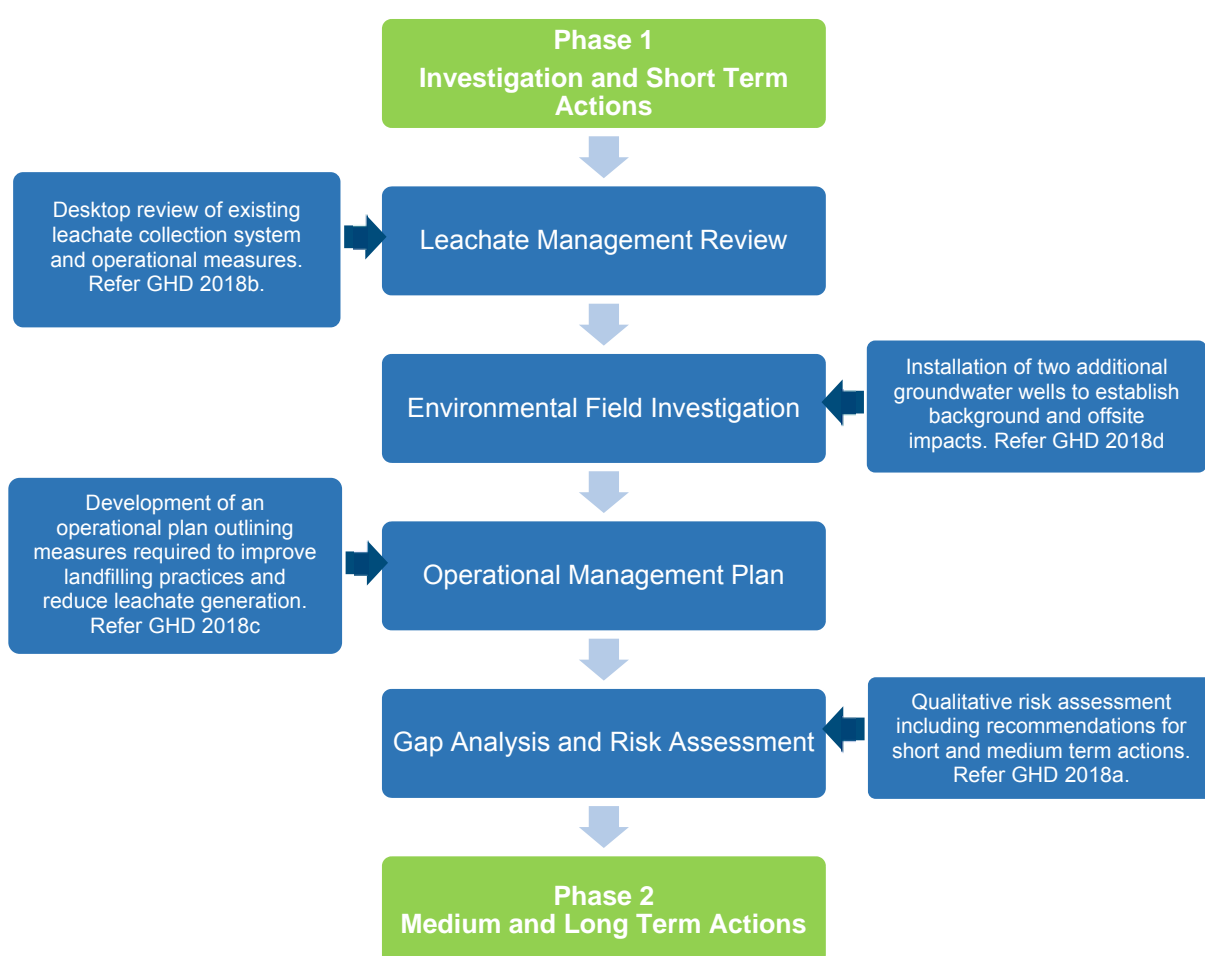 Phase 1
Investigation and Short Term
Actions
Desktop review of existing
leachate collection system
and operational measures.
Refer GHD 2018b.
Leachate Management Review
Environmental Field Investigation
Installation of two additional
groundwater wells to establish
background and offsite
impacts. Refer GHD 2018d
Development of an
operational plan outlining
measures required to improve
landfilling practices and
reduce leachate generation.
Refer GHD 2018c
Operational Management Plan
Gap Analysis and Risk Assessment
Qualitative risk assessment
including recommendations for
short and medium term actions.
Refer GHD 2018a.
Phase 2
Medium and Long Term Actions